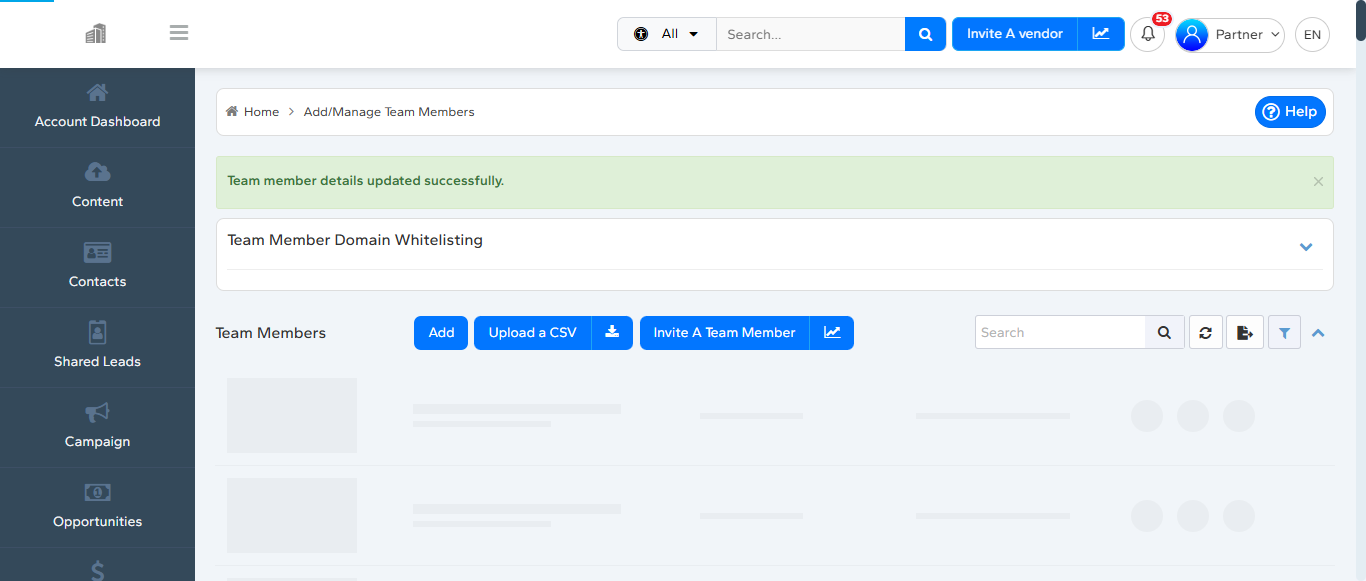 All
Search...
Invite A vendor
53
Partner
EN
Account Dashboard
Content
Contacts
Shared Leads
Campaign
Opportunities
Home > Add/Manage Team Members
Help
Team member details updated successfully.
×
Team Member Domain Whitelisting
Team Members
Add
Upload a CSV
Invite A Team Member
Search